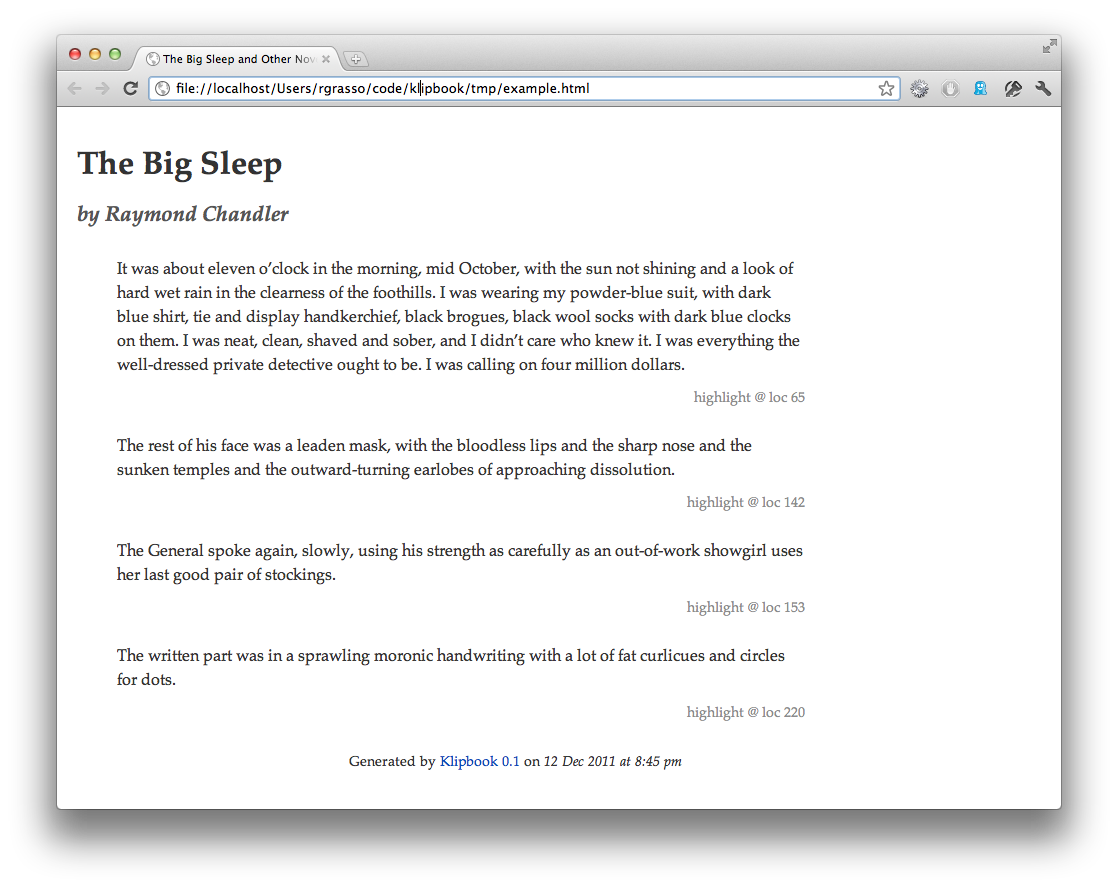 The Big Sleep and Other Nov
file://localhost/Users/rgrasso/code/klipbook/tmp/example.html
The Big Sleep
by Raymond Chandler
It was about eleven o’clock in the morning, mid October, with the sun not shining and a look of
hard wet rain in the clearness of the foothills. I was wearing my powder-blue suit, with dark
blue shirt, tie and display handkerchief, black brogues, black wool socks with dark blue clocks
on them. I was neat, clean, shaved and sober, and I didn’t care who knew it. I was everything the
well-dressed private detective ought to be. I was calling on four million dollars.
highlight @ loc 65
The rest of his face was a leaden mask, with the bloodless lips and the sharp nose and the
sunken temples and the outward-turning earlobes of approaching dissolution.
highlight @ loc 142
The General spoke again, slowly, using his strength as carefully as an out-of-work showgirl uses
her last good pair of stockings.
highlight @ loc 153
The written part was in a sprawling moronic handwriting with a lot of fat curlicues and circles
for dots.
highlight @ loc 220
Generated by Klipbook 0.1 on 12 Dec 2011 at 8:45 pm